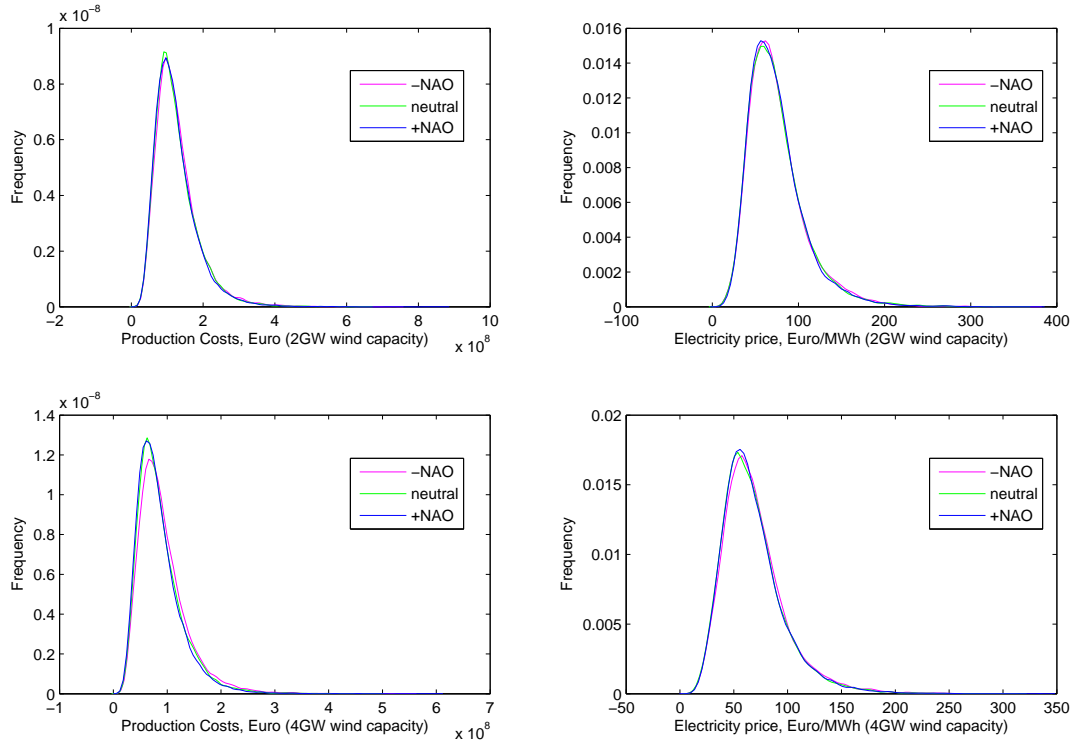 x 10⁻⁸
1
0.8
0.6
0.4
0.2
0
Frequency
−NAO
neutral
+NAO
−2 0 2 4 6 8 10
Production Costs, Euro (2GW wind capacity)
x 10⁸
0.016
0.014
0.012
0.01
0.008
0.006
0.004
0.002
0
Frequency
−NAO
neutral
+NAO
−100 0 100 200 300 400
Electricity price, Euro/MWh (2GW wind capacity)
x 10⁻⁸
1.4
1.2
1
0.8
0.6
0.4
0.2
0
Frequency
−NAO
neutral
+NAO
−1 0 1 2 3 4 5 6 7
Production Costs, Euro (4GW wind capacity)
x 10⁸
0.02
0.015
0.01
0.005
0
Frequency
−NAO
neutral
+NAO
−50 0 50 100 150 200 250 300 350
Electricity price, Euro/MWh (4GW wind capacity)